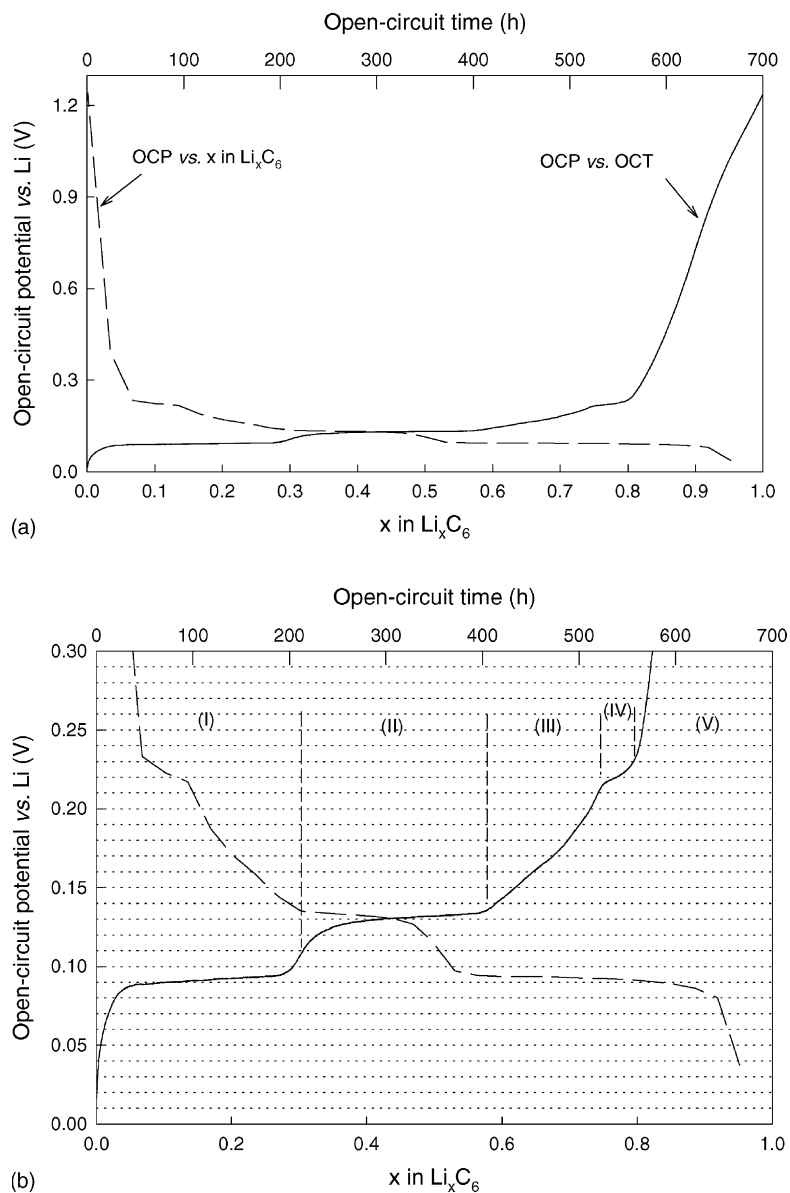 Open-circuit time (h)
0 100 200 300 400 500 600 700
Open-circuit potential vs. Li (V)
1.2
0.9
0.6
0.3
0.0
OCP vs. x in LixC6
OCP vs. OCT
0.0 0.1 0.2 0.3 0.4 0.5 0.6 0.7 0.8 0.9 1.0
x in LixC6
(a)
Open-circuit time (h)
0 100 200 300 400 500 600 700
Open-circuit potential vs. Li (V)
0.30
0.25
0.20
0.15
0.10
0.05
0.00
(I) (II) (III) (IV) (V)
0.0 0.2 0.4 0.6 0.8 1.0
x in LixC6
(b)